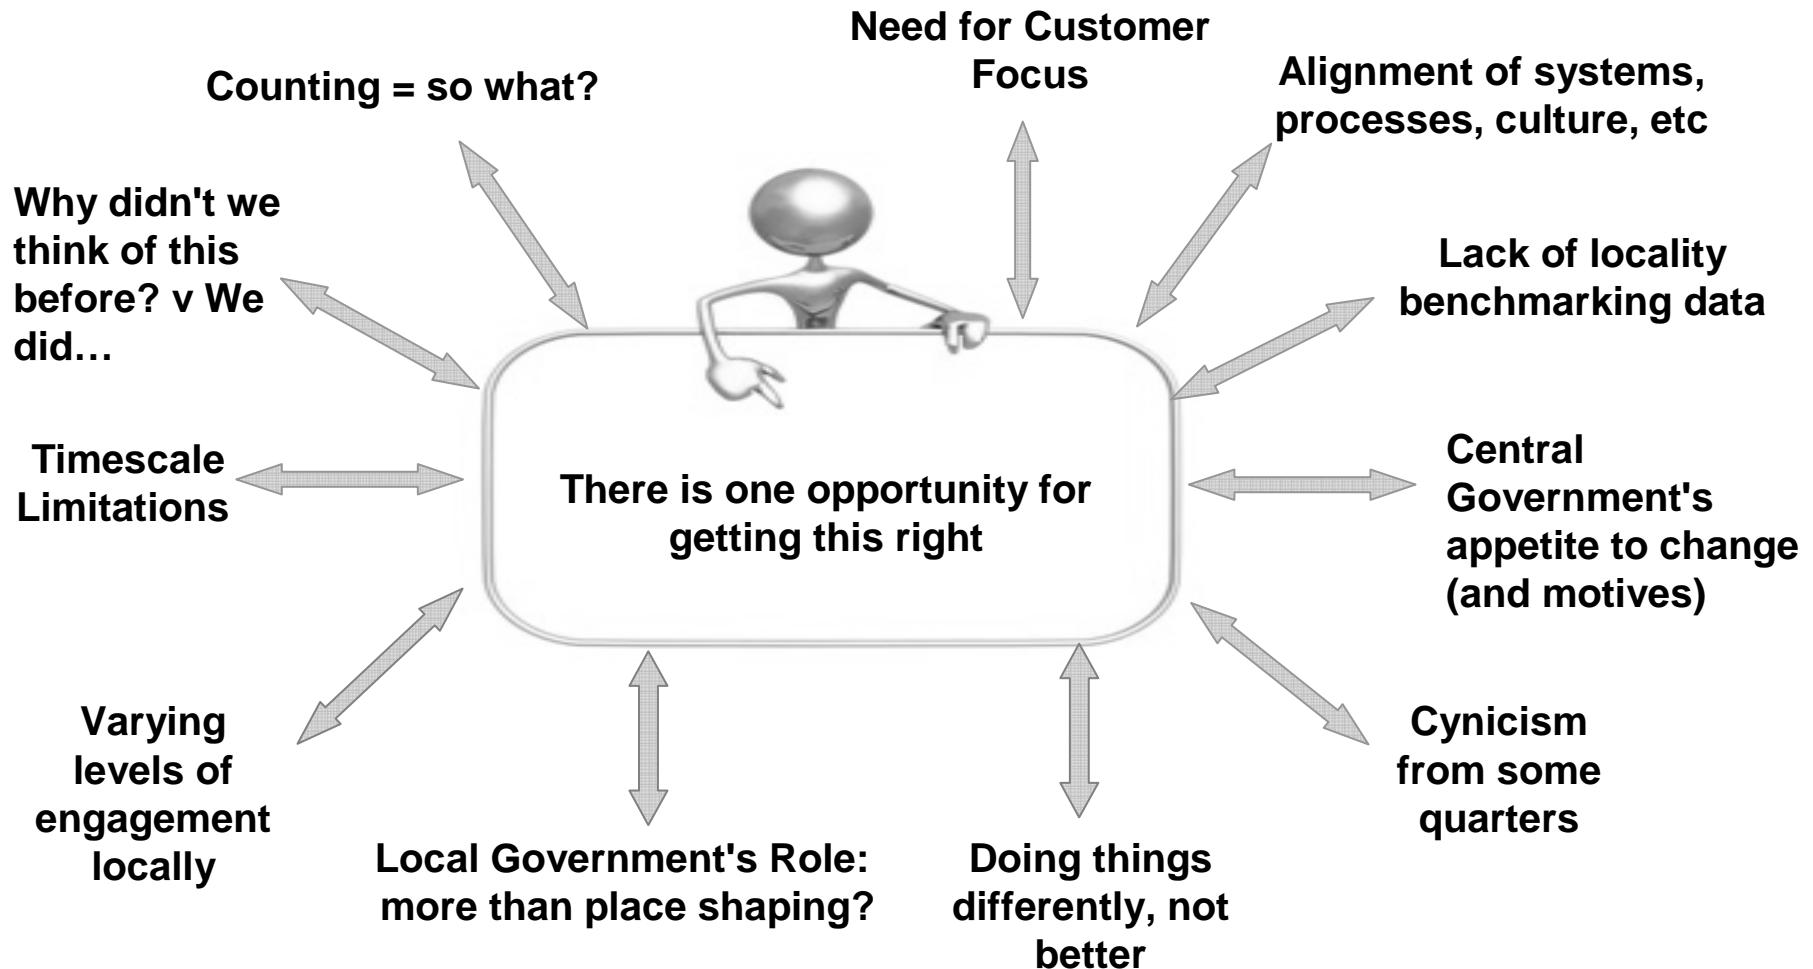 Need for Customer
Focus
Counting = so what?
Alignment of systems,
processes, culture, etc
Why didn't we
think of this
before? v We
did…
Lack of locality
benchmarking data
Timescale
Limitations
There is one opportunity for
getting this right
Central
Government's
appetite to change
(and motives)
Varying
levels of
engagement
locally
Cynicism
from some
quarters
Local Government's Role:
more than place shaping?
Doing things
differently, not
better